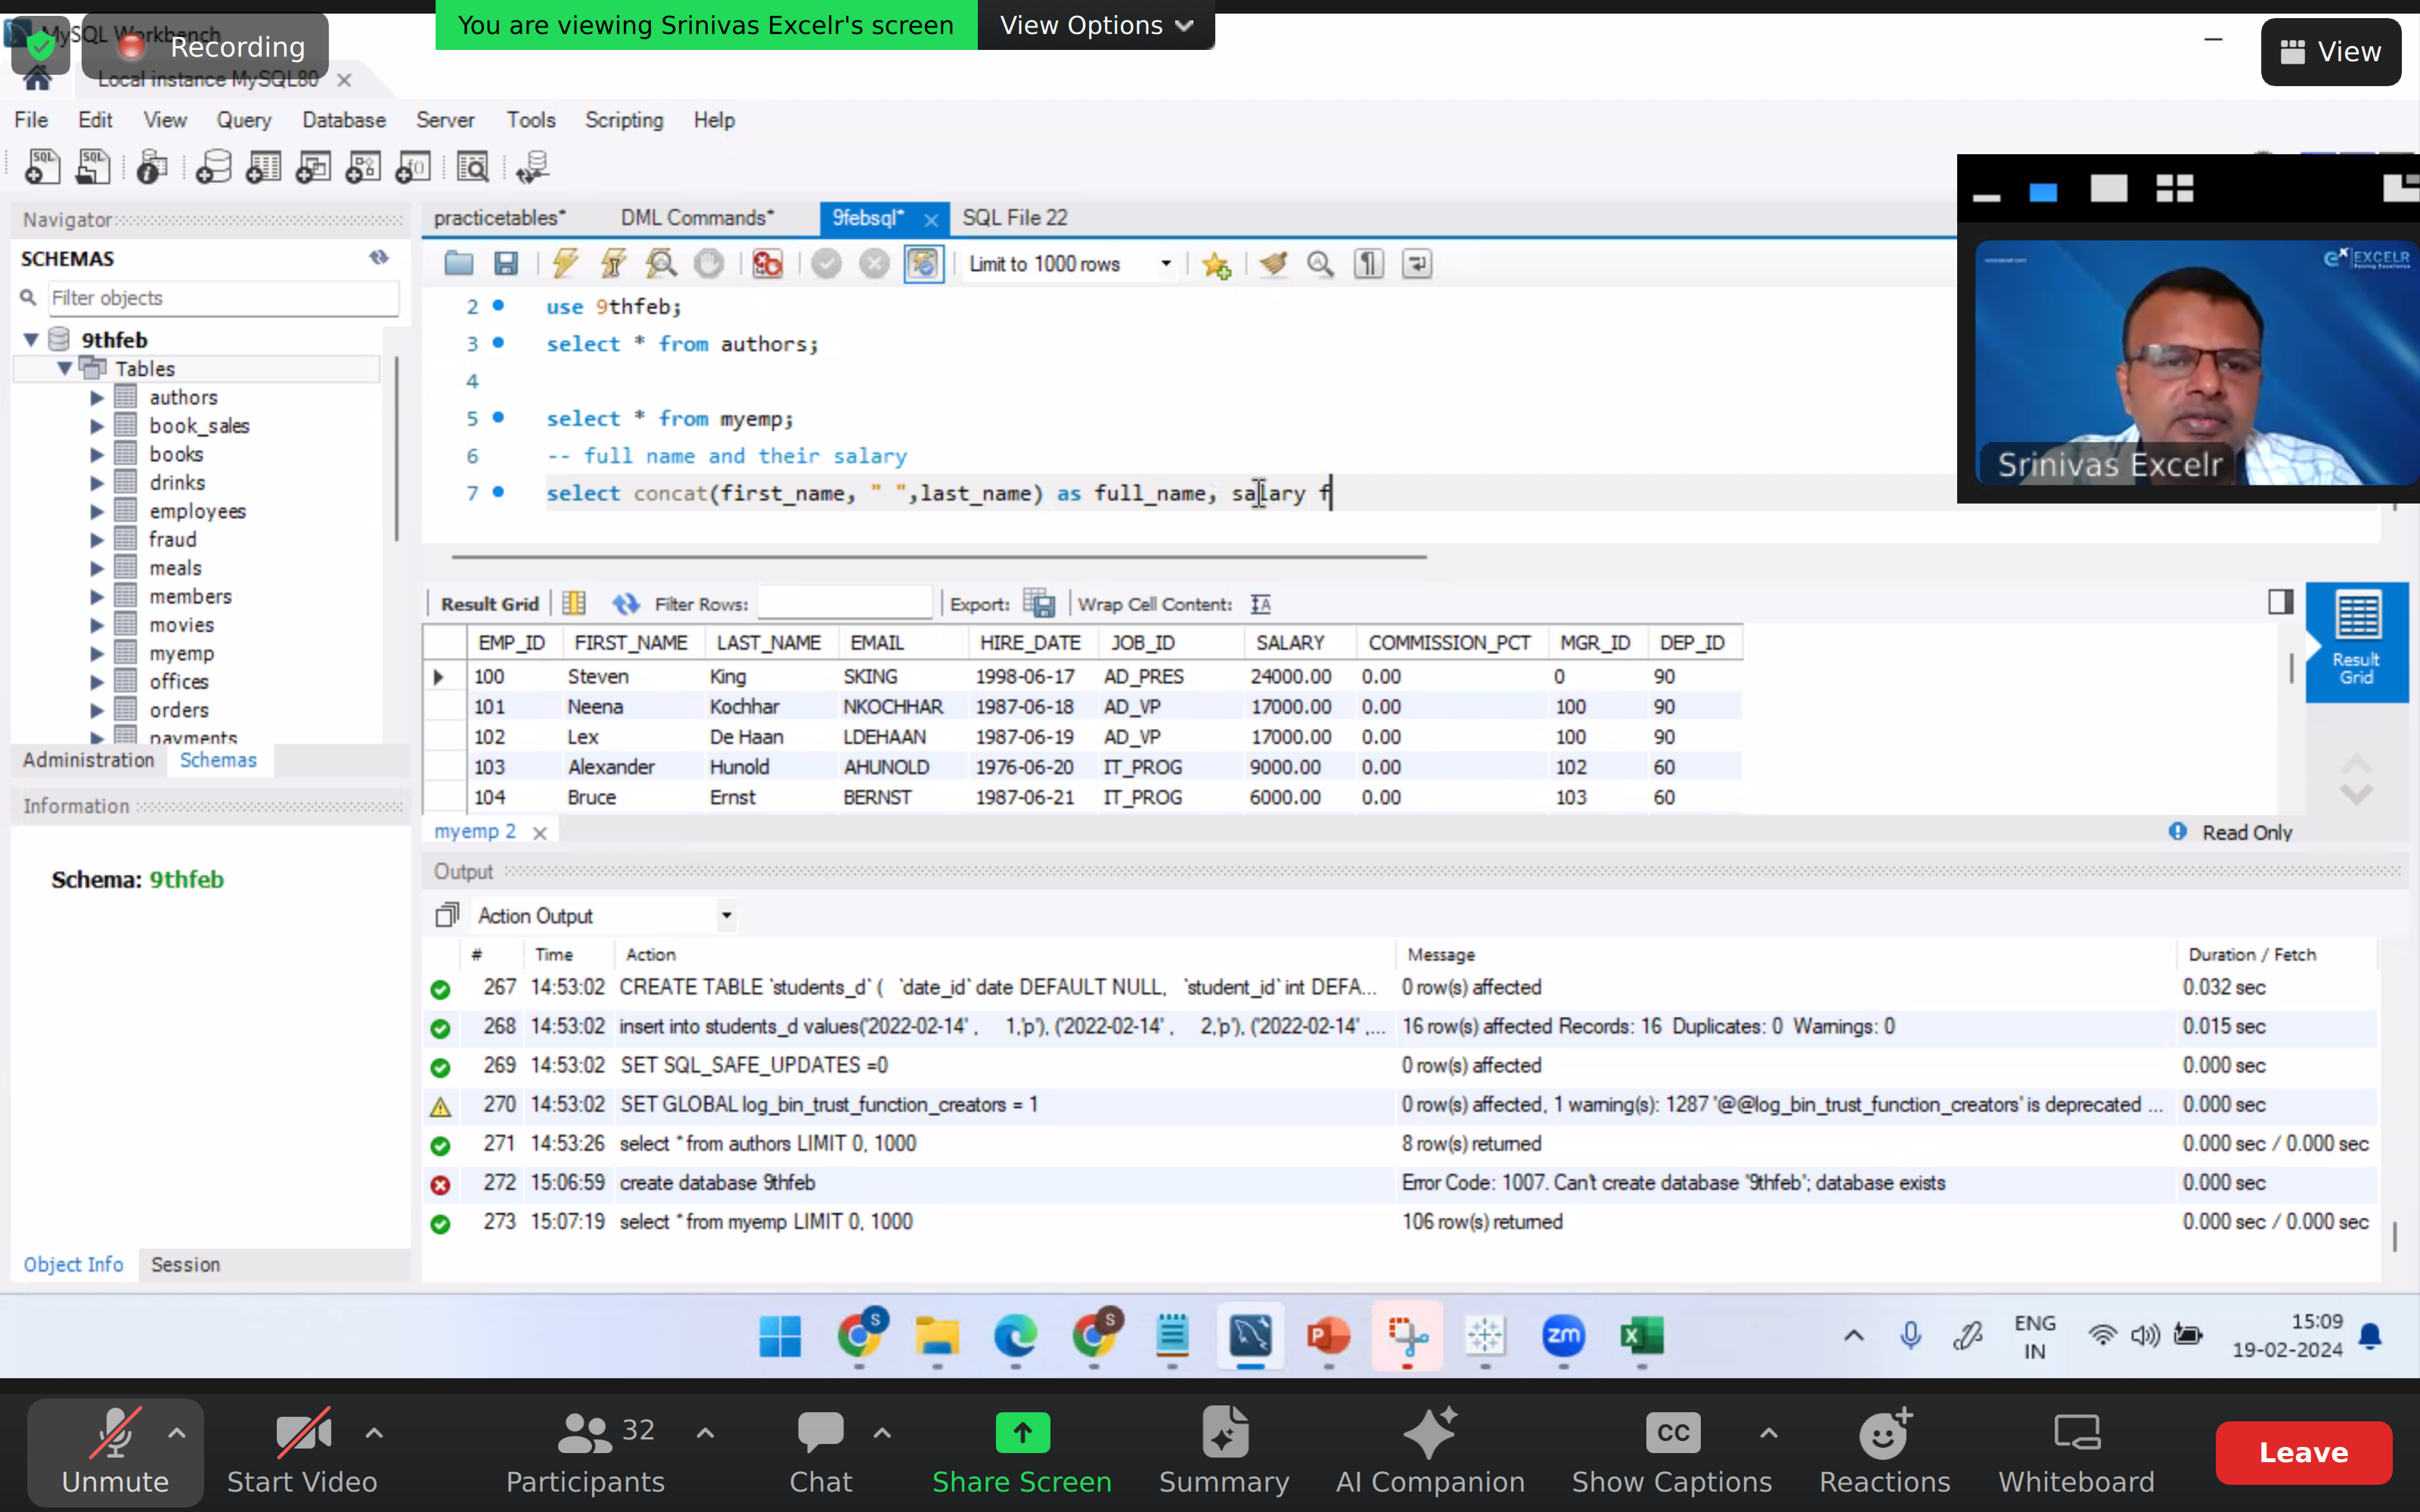 You are viewing Srinivas Excelr's screen
View Options
MySQL Workbench
Recording
View
Local instance MySQL80
File Edit View Query Database Server Tools Scripting Help
Navigator
practicetables* DML Commands* 9febsql* SQL File 22
SCHEMAS
Limit to 1000 rows
Filter objects
9thfeb
Tables
authors
book_sales
books
drinks
employees
fraud
meals
members
movies
myemp
offices
orders
payments
Administration Schemas
Information
Schema: 9thfeb
Object Info Session
2 use 9thfeb;
3 select * from authors;
4
5 select * from myemp;
6 -- full name and their salary
7 select concat(first_name, " ",last_name) as full_name, salary f
EXCELR
Srinivas Excelr
Result Grid Filter Rows: Export: Wrap Cell Content:
EMP_ID FIRST_NAME LAST_NAME EMAIL HIRE_DATE JOB_ID SALARY COMMISSION_PCT MGR_ID DEP_ID
100 Steven King SKING 1998-06-17 AD_PRES 24000.00 0.00 0 90
101 Neena Kochhar NKOCHHAR 1987-06-18 AD_VP 17000.00 0.00 100 90
102 Lex De Haan LDEHAAN 1987-06-19 AD_VP 17000.00 0.00 100 90
103 Alexander Hunold AHUNOLD 1976-06-20 IT_PROG 9000.00 0.00 102 60
104 Bruce Ernst BERNST 1987-06-21 IT_PROG 6000.00 0.00 103 60
Result
Grid
myemp 2
Read Only
Output
Action Output
# Time Action Message Duration / Fetch
267 14:53:02 CREATE TABLE `students_d` ( `date_id` date DEFAULT NULL, `student_id` int DEFA... 0 row(s) affected 0.032 sec
268 14:53:02 insert into students_d values('2022-02-14' , 1,'p'), ('2022-02-14' , 2,'p'), ('2022-02-14' ,... 16 row(s) affected Records: 16 Duplicates: 0 Warnings: 0 0.015 sec
269 14:53:02 SET SQL_SAFE_UPDATES =0 0 row(s) affected 0.000 sec
270 14:53:02 SET GLOBAL log_bin_trust_function_creators = 1 0 row(s) affected, 1 warning(s): 1287 '@@log_bin_trust_function_creators' is deprecated ... 0.000 sec
271 14:53:26 select * from authors LIMIT 0, 1000 8 row(s) returned 0.000 sec / 0.000 sec
272 15:06:59 create database 9thfeb Error Code: 1007. Can't create database '9thfeb'; database exists 0.000 sec
273 15:07:19 select * from myemp LIMIT 0, 1000 106 row(s) returned 0.000 sec / 0.000 sec
ENG
IN
15:09
19-02-2024
32
Unmute Start Video Participants Chat Share Screen Summary AI Companion Show Captions Reactions Whiteboard Leave